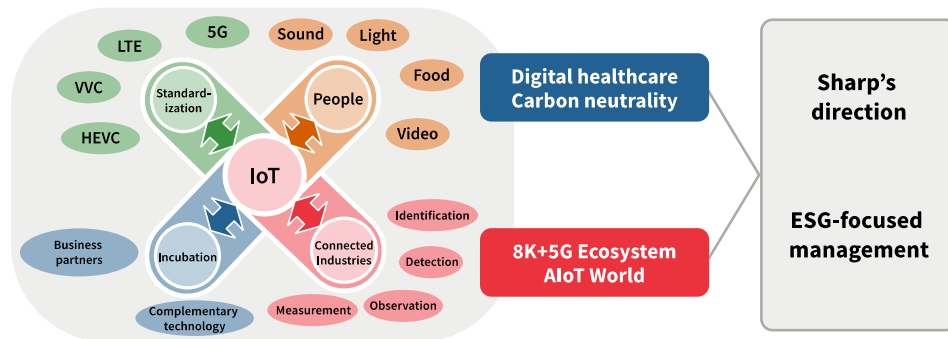 5G
Sound
Light
LTE
VVC
HEVC
Standard-
ization
People
Food
Video
IoT
Business
partners
Incubation
Complementary
technology
Connected
Industries
Identification
Detection
Observation
Measurement
Digital healthcare
Carbon neutrality
8K+5G Ecosystem
AIoT World
Sharp’s
direction
ESG-focused
management